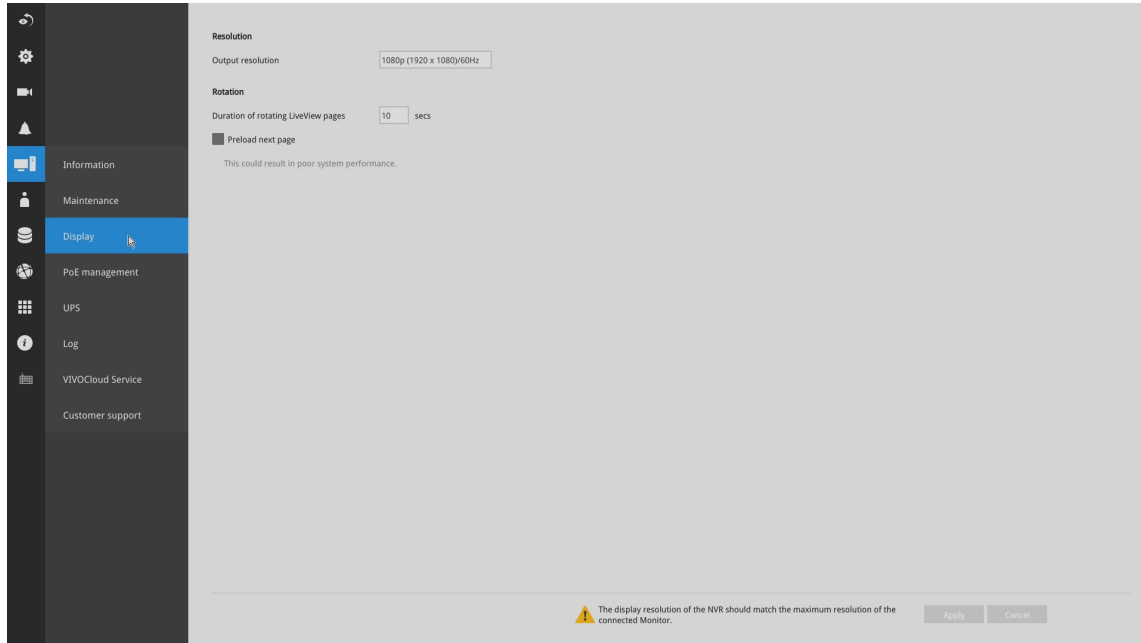 Information
Maintenance
Display
PoE management
UPS
Log
VIVOCloud Service
Customer support
Resolution
Output resolution 1080p (1920 x 1080)/60Hz
Rotation
Duration of rotating LiveView pages 10 secs
Preload next page
This could result in poor system performance.
The display resolution of the NVR should match the maximum resolution of the
connected Monitor.
Apply Cancel